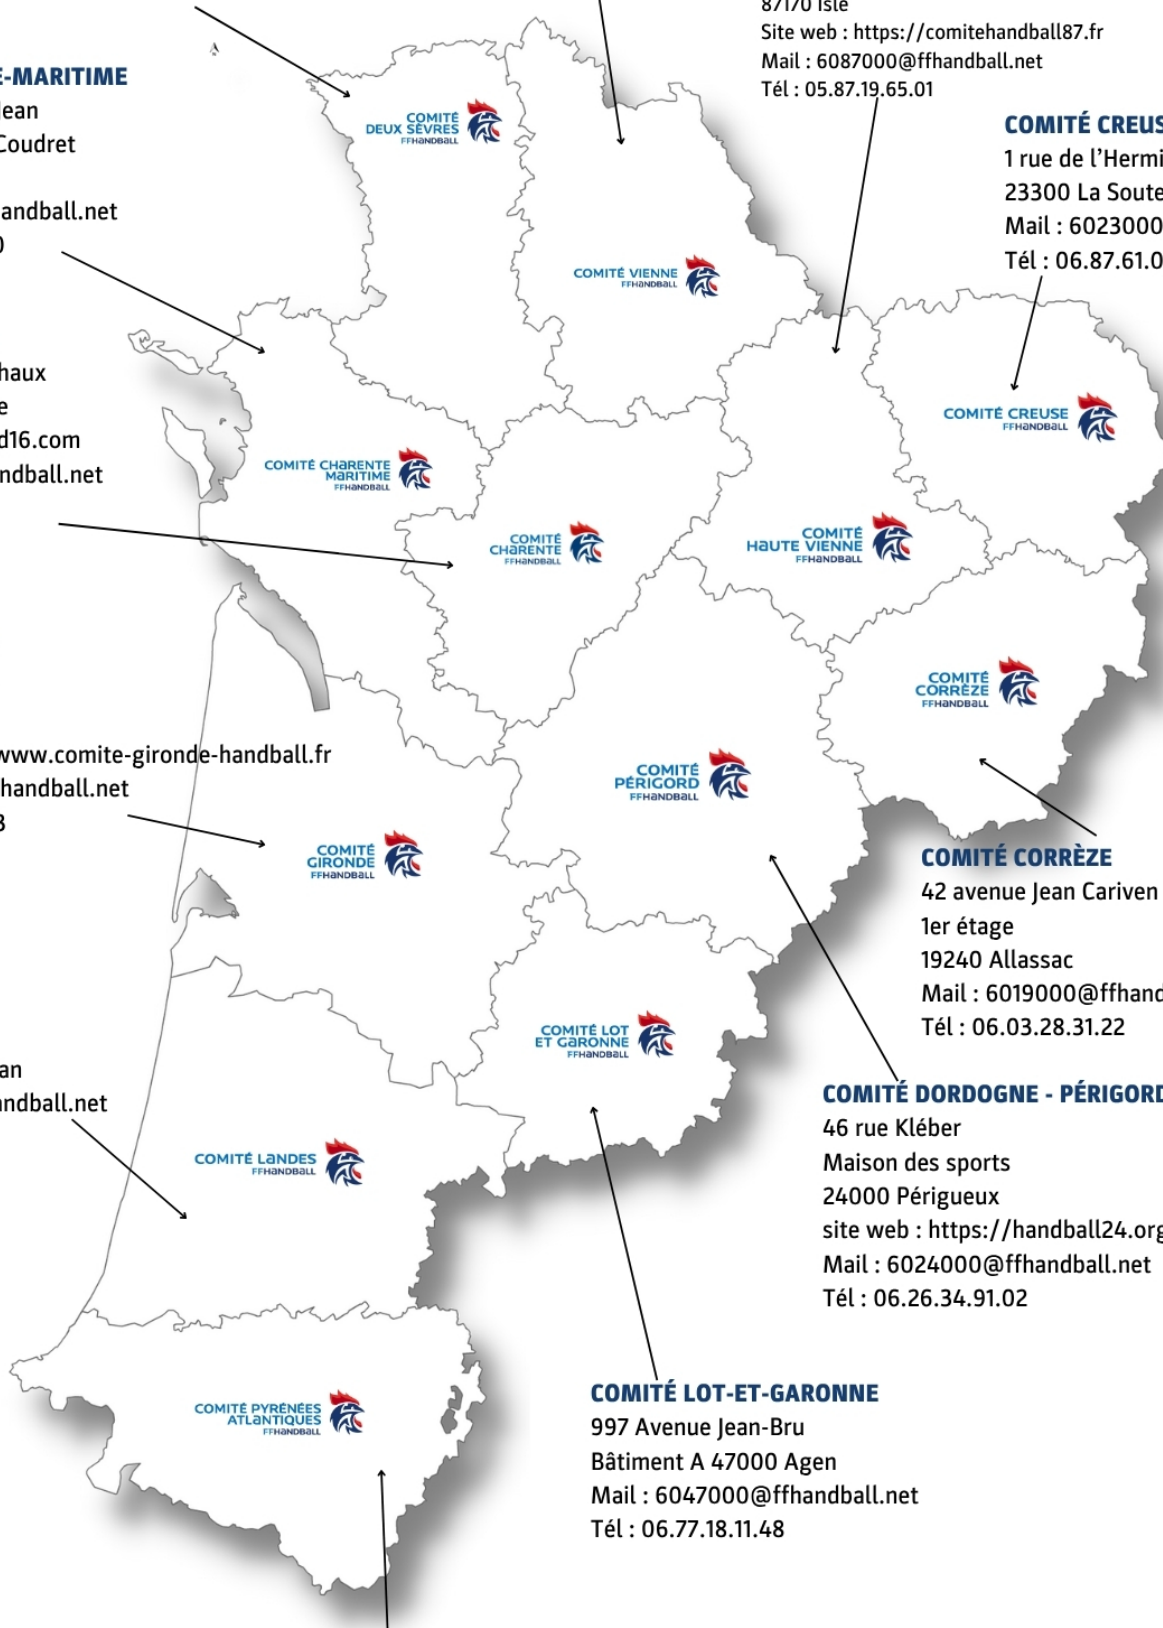 87170 Isle
Site web : https://comitehandball87.fr
Mail : 6087000@ffhandball.net
Tél : 05.87.19.65.01
E-MARITIME
Jean
Coudret
andball.net
0
COMITÉ CREUS
1 rue de l'Hermi
23300 La Soute
Mail : 6023000
Tél : 06.87.61.0
COMITÉ
DEUX SÈVRES
FFHANDBALL
COMITÉ VIENNE
FFHANDBALL
haux
e
d16.com
ndball.net
COMITÉ CREUSE
FFHANDBALL
COMITÉ CHARENTE
MARITIME
FFHANDBALL
COMITÉ
CHARENTE
FFHANDBALL
COMITÉ
HAUTE VIENNE
FFHANDBALL
COMITÉ
CORRÈZE
FFHANDBALL
www.comite-gironde-handball.fr
handball.net
3
COMITÉ
PÉRIGORD
FFHANDBALL
COMITÉ
GIRONDE
FFHANDBALL
COMITÉ CORRÈZE
42 avenue Jean Cariven
1er étage
19240 Allassac
Mail : 6019000@ffhand
Tél : 06.03.28.31.22
COMITÉ LOT
ET GARONNE
FFHANDBALL
an
andball.net
COMITÉ DORDOGNE - PÉRIGORD
46 rue Kléber
Maison des sports
24000 Périgueux
site web : https://handball24.org
Mail : 6024000@ffhandball.net
Tél : 06.26.34.91.02
COMITÉ LANDES
FFHANDBALL
COMITÉ PYRÉNÉES
ATLANTIQUES
FFHANDBALL
COMITÉ LOT-ET-GARONNE
997 Avenue Jean-Bru
Bâtiment A 47000 Agen
Mail : 6047000@ffhandball.net
Tél : 06.77.18.11.48